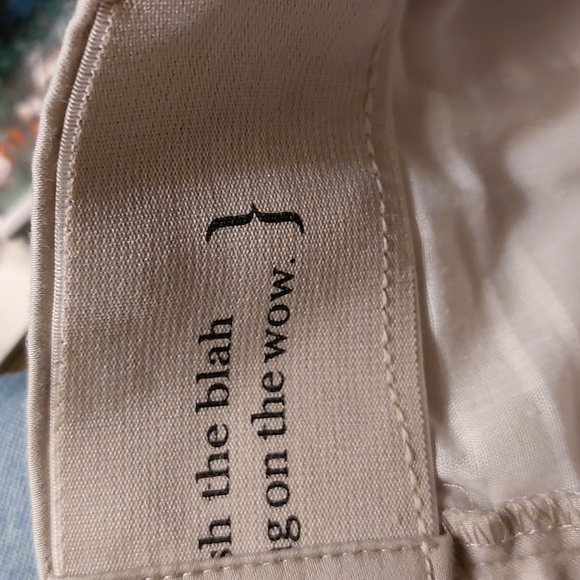 sh the blah
g on the wow. }